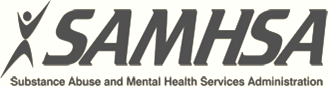 SAMHSA
Substance Abuse and Mental Health Services Administration